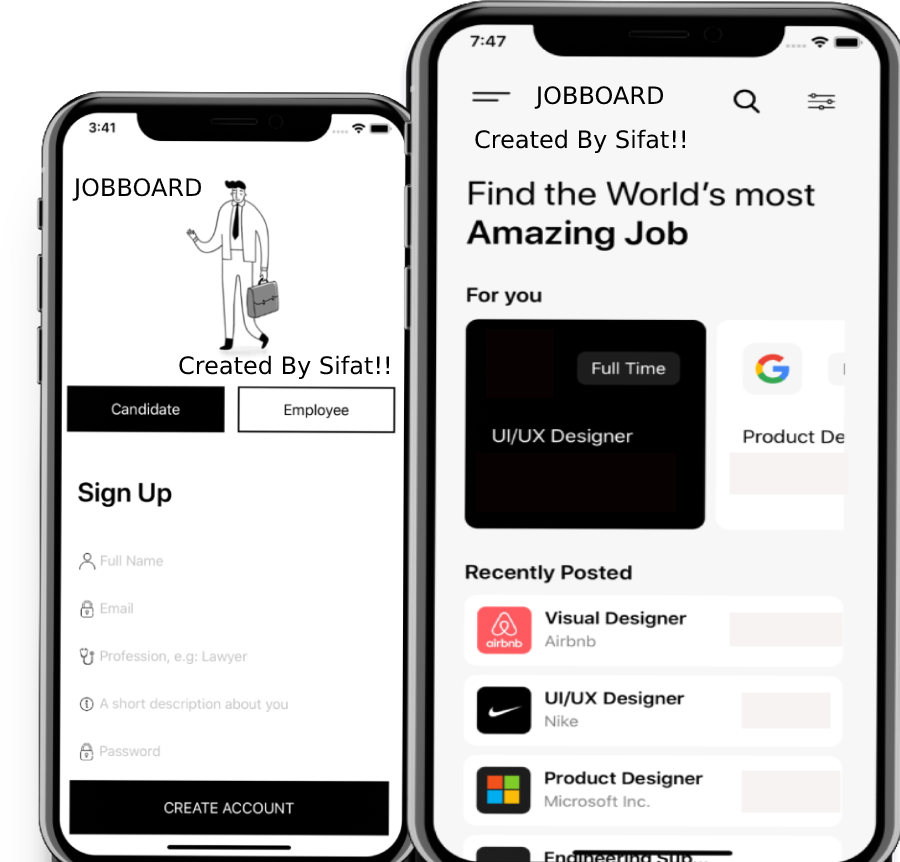 3:41
JOBBOARD
Created By Sifat!!
Candidate
Employee
Sign Up
Full Name
Email
Profession, e.g: Lawyer
A short description about you
Password
CREATE ACCOUNT
7:47
JOBBOARD
Created By Sifat!!
Find the World’s most
Amazing Job
For you
Full Time
UI/UX Designer
G
Product De
Recently Posted
airbnb
Visual Designer
Airbnb
UI/UX Designer
Nike
Product Designer
Microsoft Inc.
Engineering Sup...